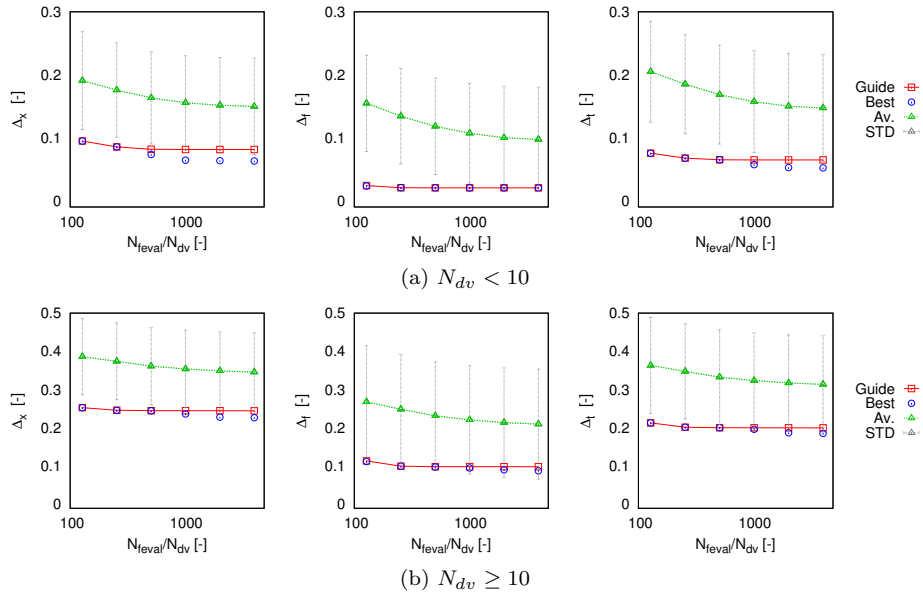 0.3
0.2
0.1
0
Δx [-]
100
1000
Nfeval/Ndv [-]
0.3
0.2
0.1
0
Δf [-]
100
1000
Nfeval/Ndv [-]
0.3
0.2
0.1
0
Δt [-]
100
1000
Nfeval/Ndv [-]
Guide
Best
Av.
STD
(a) Ndv < 10
0.5
0.4
0.3
0.2
0.1
0
Δx [-]
100
1000
Nfeval/Ndv [-]
0.5
0.4
0.3
0.2
0.1
0
Δf [-]
100
1000
Nfeval/Ndv [-]
0.5
0.4
0.3
0.2
0.1
0
Δt [-]
100
1000
Nfeval/Ndv [-]
Guide
Best
Av.
STD
(b) Ndv ≥ 10